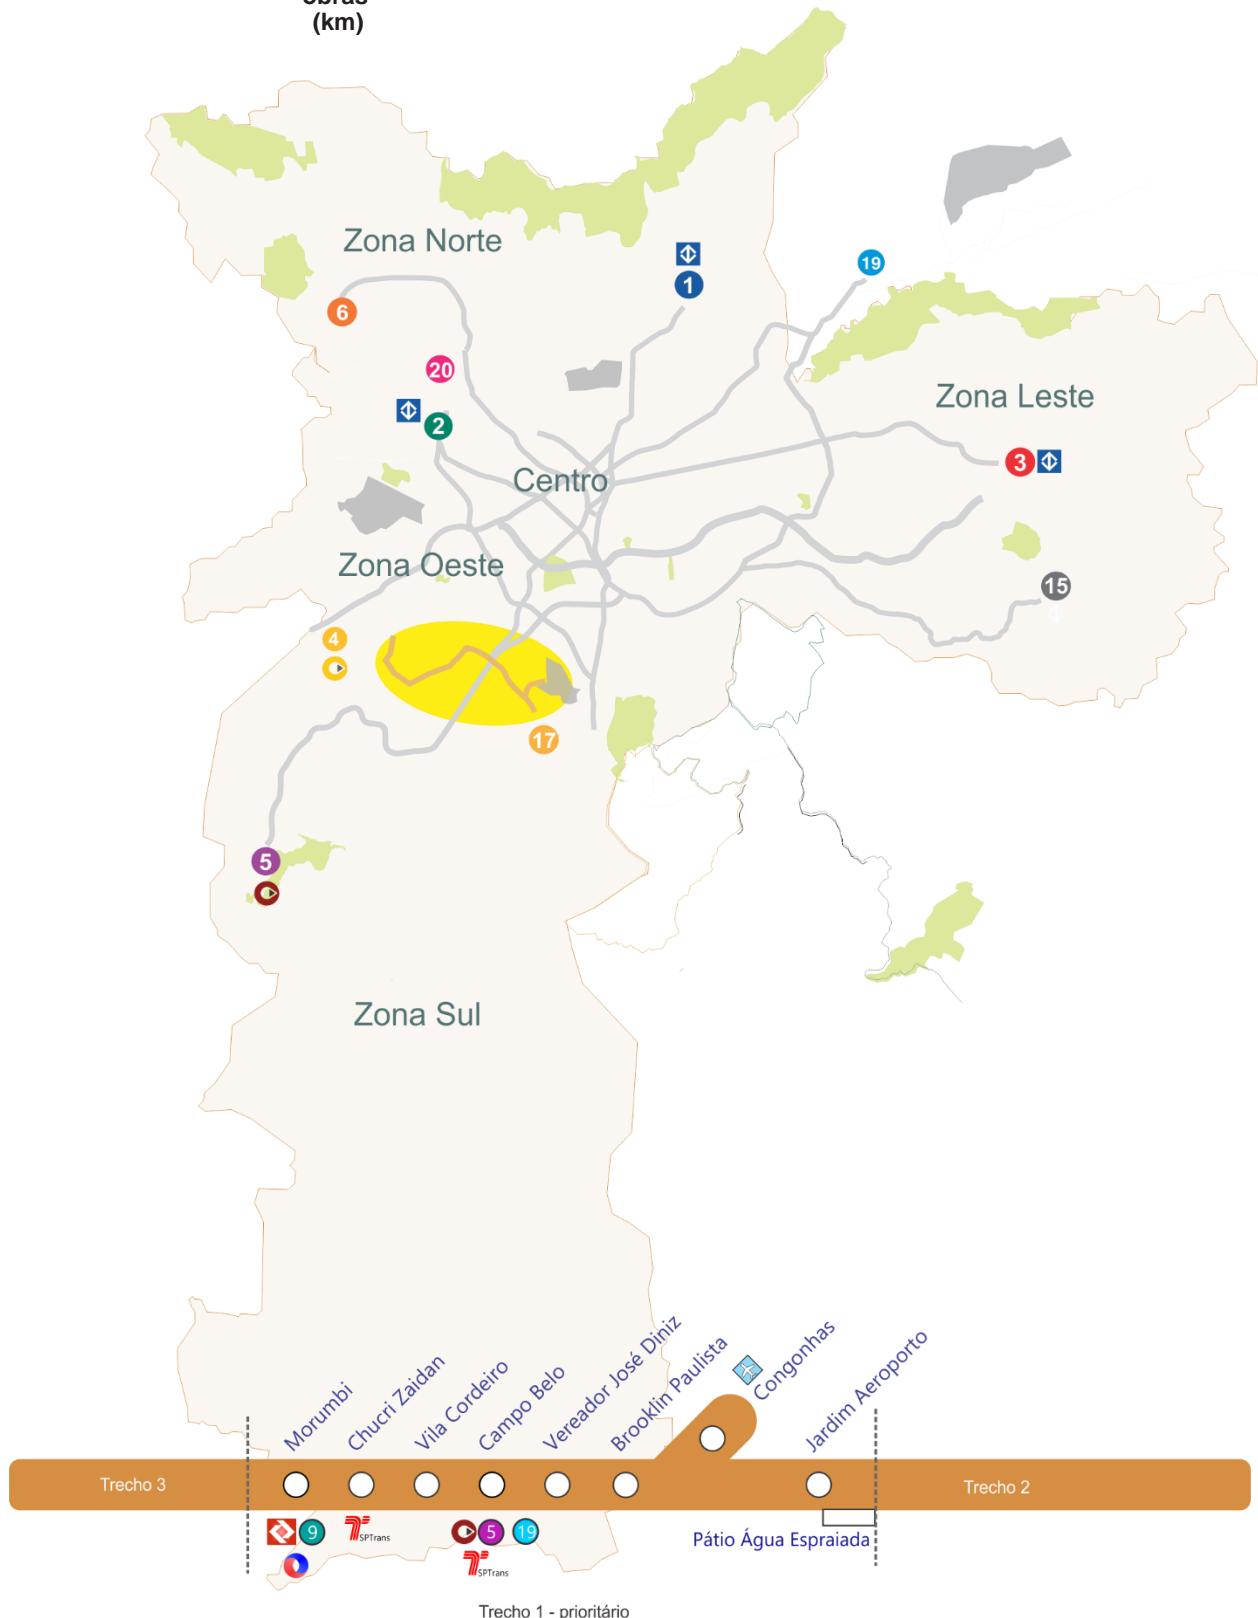 obras
(km)
Zona Norte
19
1
6
20
2
Zona Leste
3
Centro
Zona Oeste
15
4
17
5
Zona Sul
Morumbi
Chucri Zaidan
Vila Cordeiro
Campo Belo
Vereador José Diniz
Brooklin Paulista
Congonhas
Jardim Aeroporto
Trecho 3
Trecho 2
9
SPTrans
5
19
SPTrans
Pátio Água Espraiada
Trecho 1 - prioritário